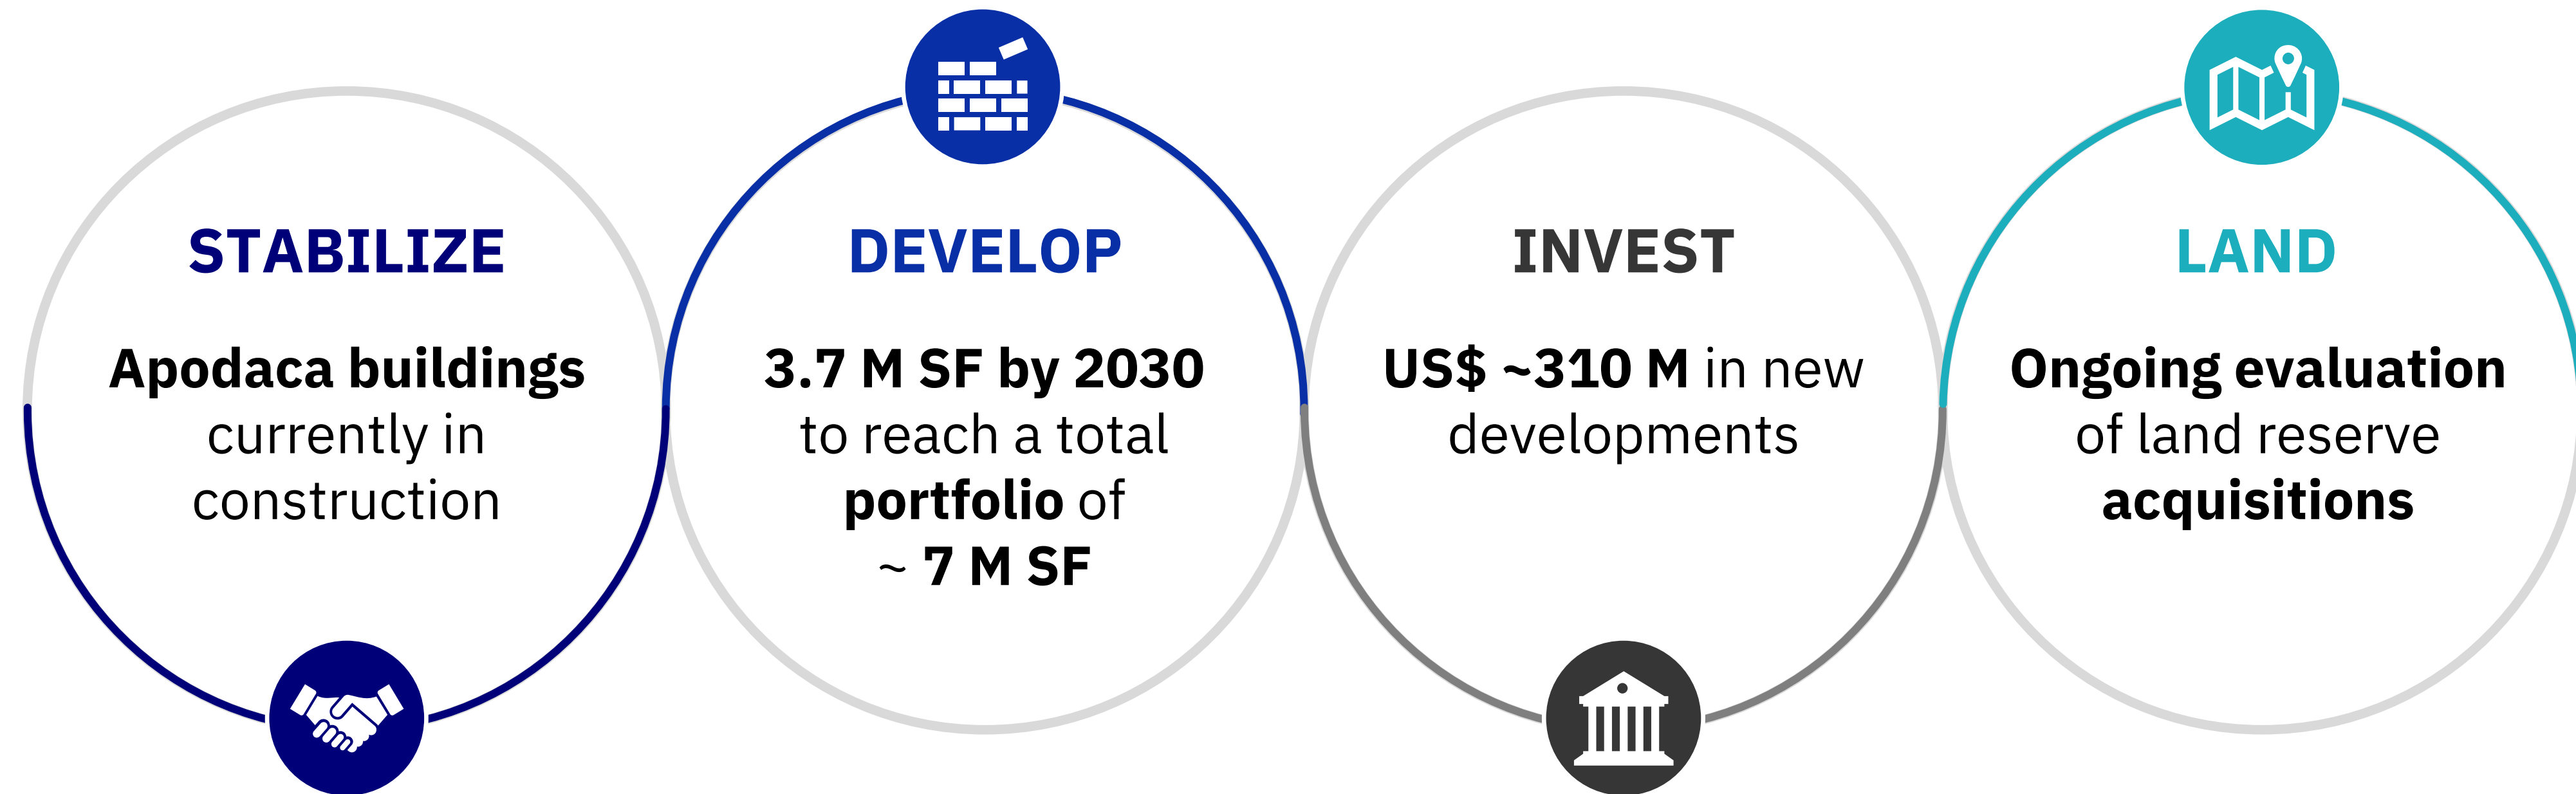 STABILIZE
Apodaca buildings
currently in
construction
DEVELOP
3.7 M SF by 2030
to reach a total
portfolio of
~ 7 M SF
INVEST
US$ ~310 M in new
developments
LAND
Ongoing evaluation
of land reserve
acquisitions